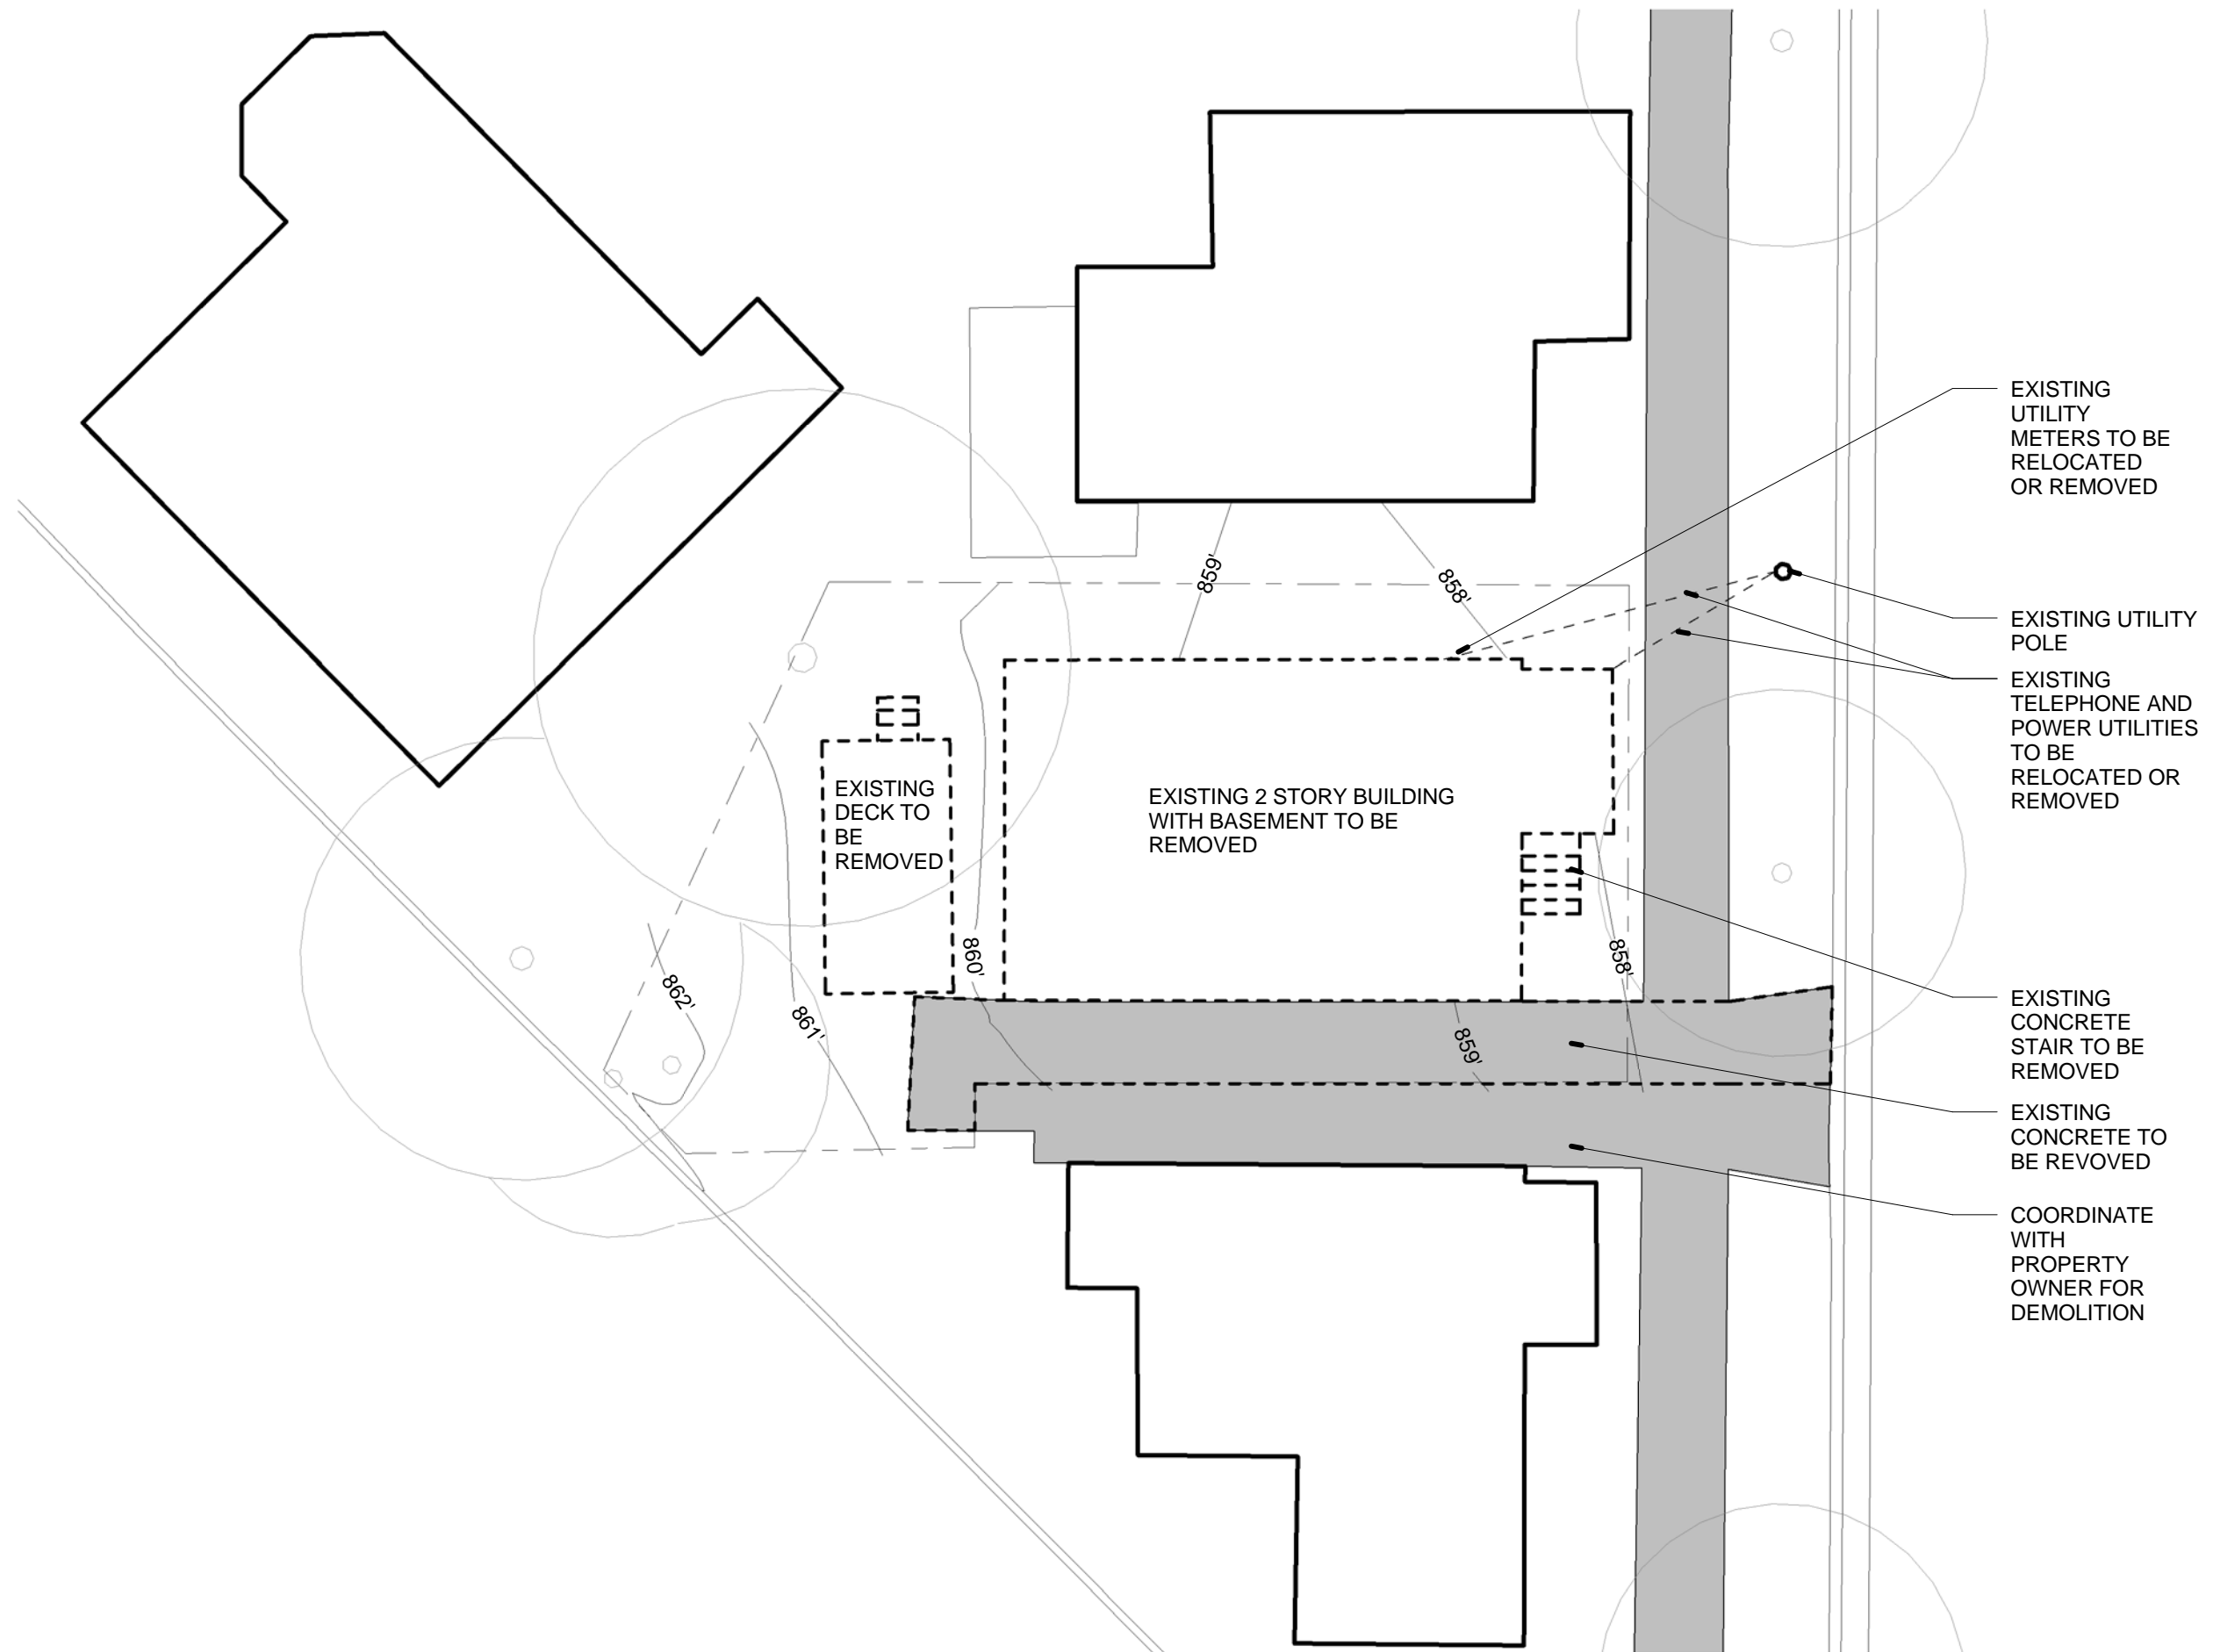 EXISTING
UTILITY
METERS TO BE
RELOCATED
OR REMOVED
859'
858'
EXISTING UTILITY
POLE
EXISTING
TELEPHONE AND
POWER UTILITIES
TO BE
RELOCATED OR
REMOVED
EXISTING
DECK TO
BE
REMOVED
EXISTING 2 STORY BUILDING
WITH BASEMENT TO BE
REMOVED
860'
858'
862'
861'
859'
EXISTING
CONCRETE
STAIR TO BE
REMOVED
EXISTING
CONCRETE TO
BE REVOVED
COORDINATE
WITH
PROPERTY
OWNER FOR
DEMOLITION